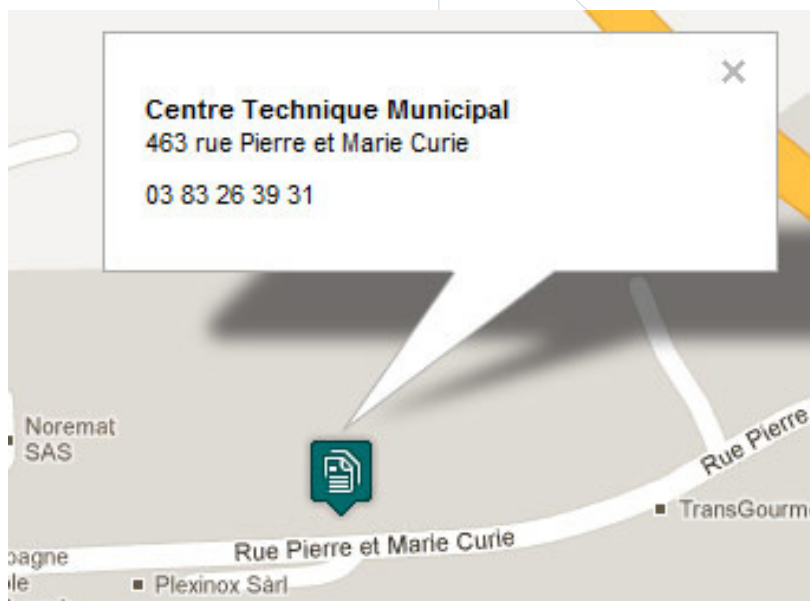 Centre Technique Municipal
463 rue Pierre et Marie Curie
03 83 26 39 31
Noremat
SAS
Rue Pierre
TransGourm
Rue Pierre et Marie Curie
pagne
Plexinox Sàrl